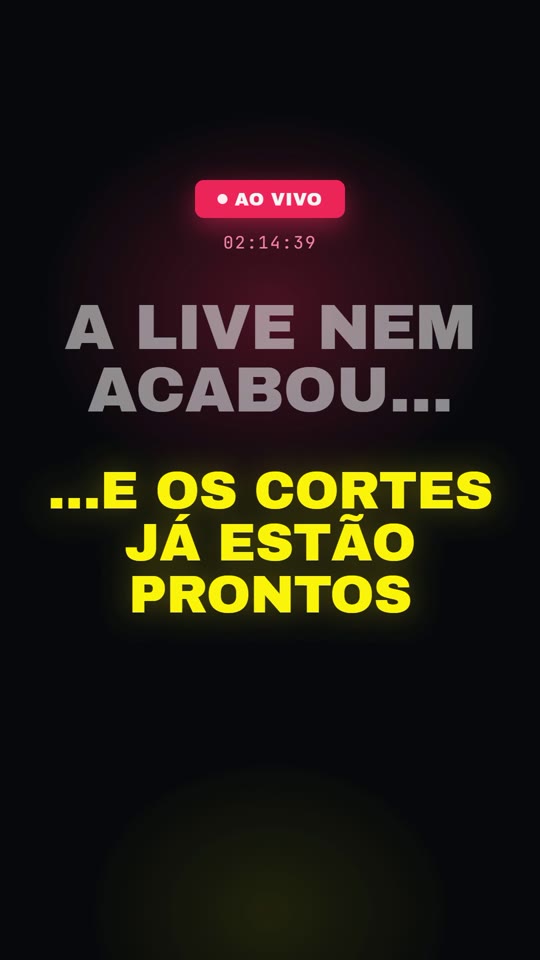 AO VIVO
02:14:39
A LIVE NEM
ACABOU...
...E OS CORTES
JÁ ESTÃO
PRONTOS